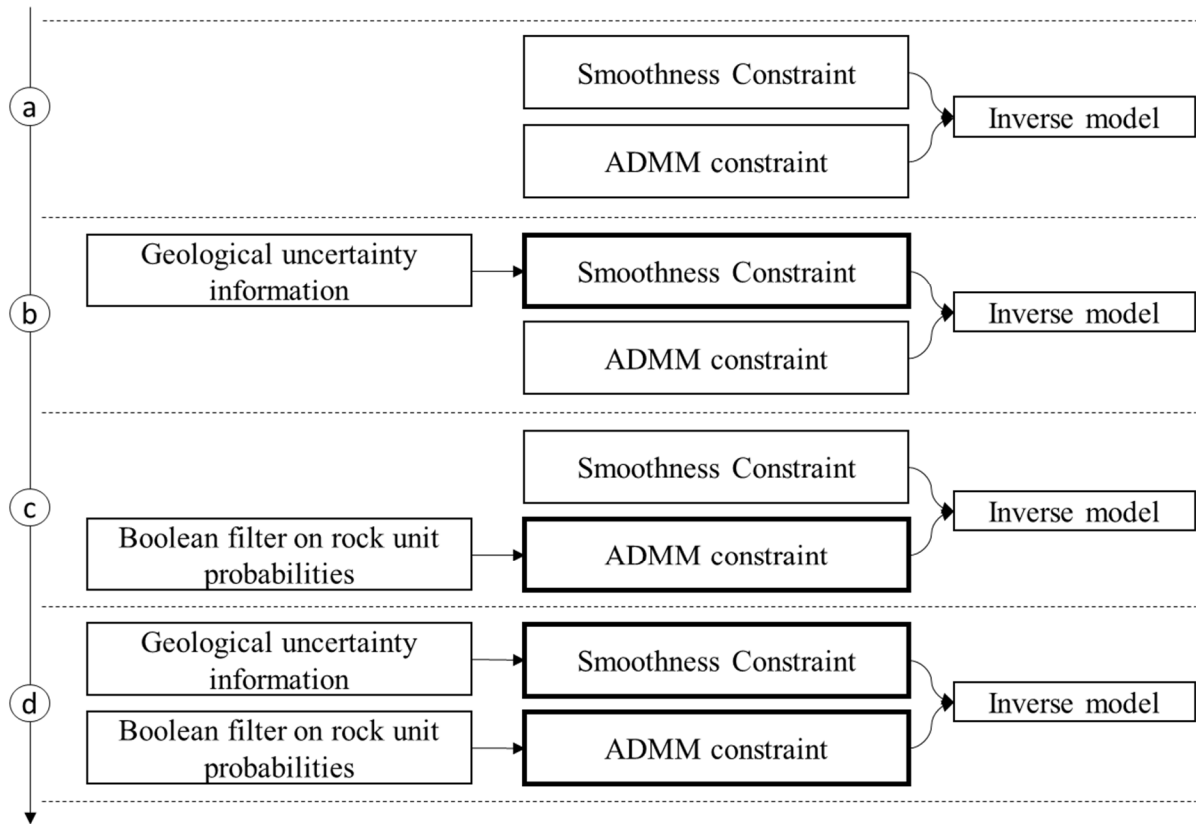 a
Smoothness Constraint
ADMM constraint
Inverse model
b
Geological uncertainty
information
Smoothness Constraint
ADMM constraint
Inverse model
c
Smoothness Constraint
Boolean filter on rock unit
probabilities
ADMM constraint
Inverse model
d
Geological uncertainty
information
Smoothness Constraint
Boolean filter on rock unit
probabilities
ADMM constraint
Inverse model